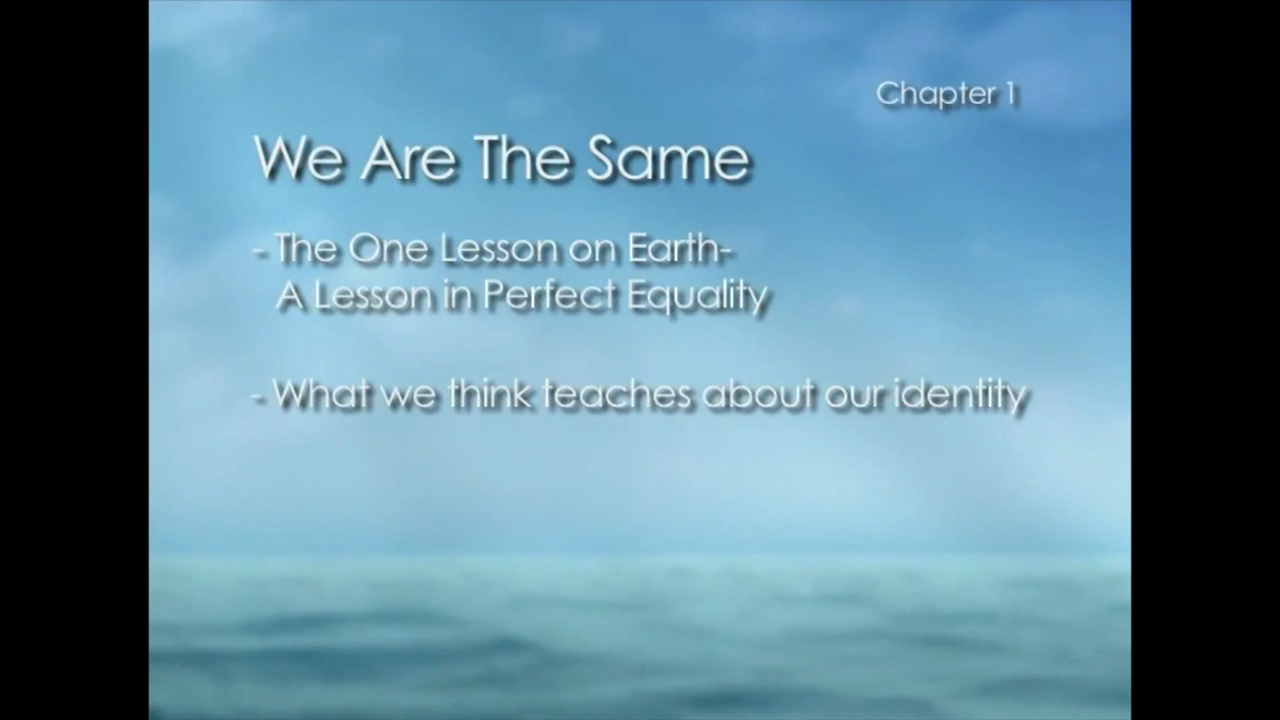 Chapter 1
We Are The Same
- The One Lesson on Earth-
A Lesson in Perfect Equality
- What we think teaches about our identity